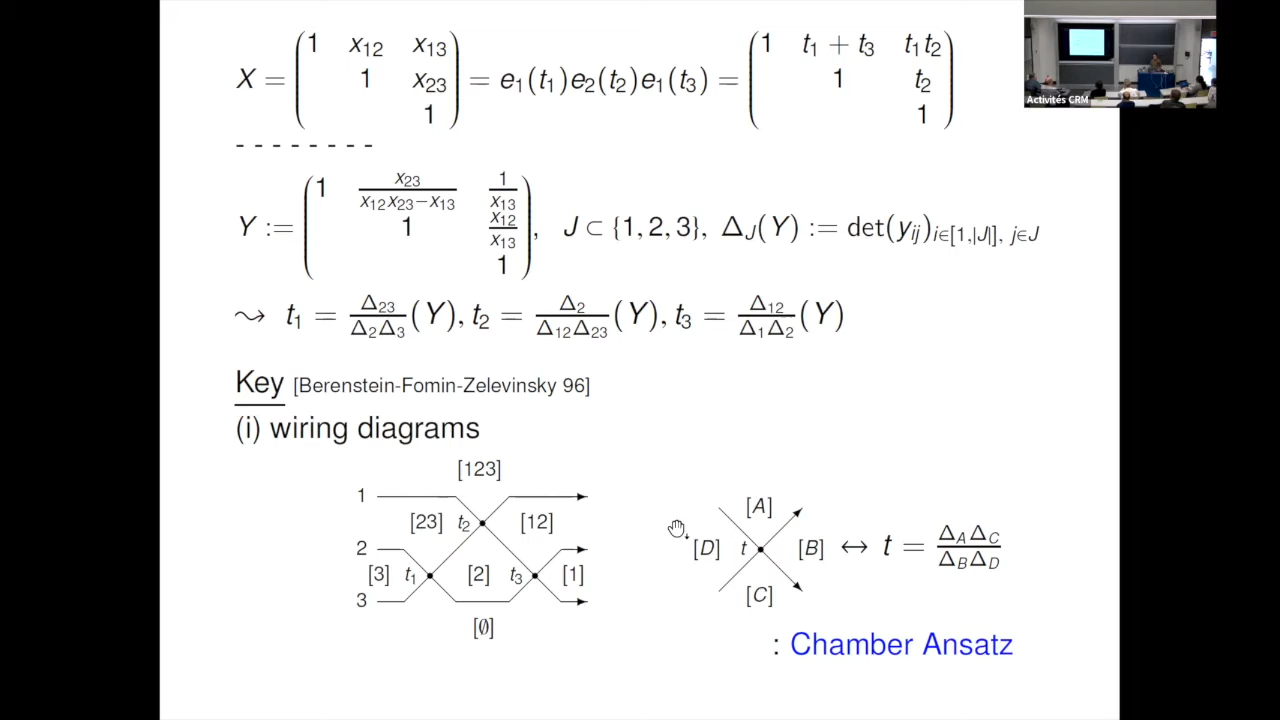 X = (1 x₁₂ x₁₃ / 1 x₂₃ / 1) = e₁(t₁)e₂(t₂)e₁(t₃) = (1 t₁ + t₃ t₁t₂ / 1 t₂ / 1)
- - - - - - - -
Y := (1 x₂₃/(x₁₂x₂₃−x₁₃) 1/x₁₃ / 1 x₁₂/x₁₃ / 1), J ⊂ {1, 2, 3}, Δ_J(Y) := det(y_ij)_{i∈[1,|J|], j∈J}
⤳ t₁ = Δ₂₃/(Δ₂Δ₃) (Y), t₂ = Δ₂/(Δ₁₂Δ₂₃) (Y), t₃ = Δ₁₂/(Δ₁Δ₂) (Y)
Key [Berenstein-Fomin-Zelevinsky 96]
(i) wiring diagrams
[123]
1
[23] t₂ [12]
2
[3] t₁ [2] t₃ [1]
3
[∅]
[A]
[D] t [B] ↔ t = Δ_AΔ_C/(Δ_BΔ_D)
[C]
: Chamber Ansatz
Activités CRM